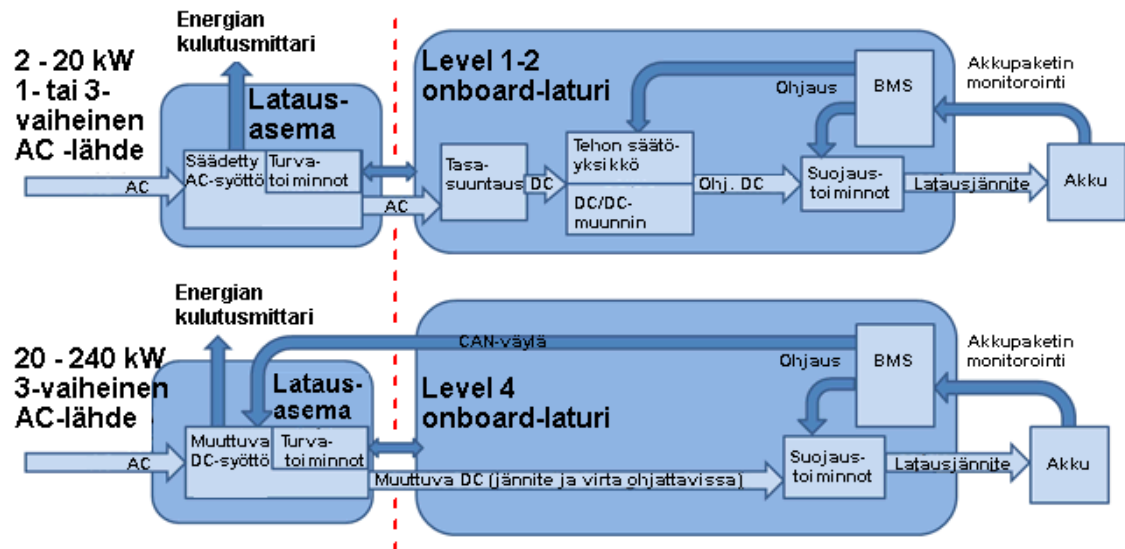 Energian
kulutusmittari
2 - 20 kW
1- tai 3-
vaiheinen
AC -lähde
Lataus-
asema
Säädetty
AC-syöttö
Turva-
toiminnot
AC
AC
Level 1-2
onboard-laturi
Tasa-
suuntaus
DC
Tehon säätö-
yksikkö
DC/DC-
muunnin
Ohj. DC
Ohjaus
BMS
Suojaus-
toiminnot
Akkupaketin
monitorointi
Latausjännite
Akku
Energian
kulutusmittari
20 - 240 kW
3-vaiheinen
AC-lähde
Lataus-
asema
Muuttuva
DC-syöttö
Turva-
toiminnot
AC
CAN-väylä
Level 4
onboard-laturi
Muuttuva DC (jännite ja virta ohjattavissa)
Ohjaus
BMS
Suojaus-
toiminnot
Akkupaketin
monitorointi
Latausjännite
Akku